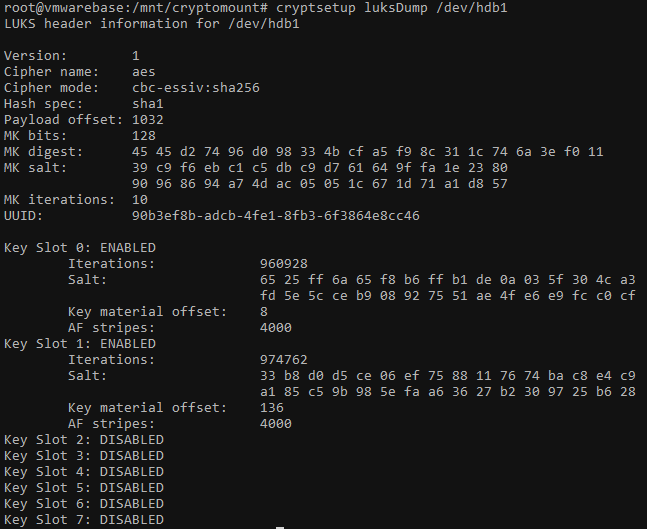 root@vmwarebase:/mnt/cryptomount# cryptsetup luksDump /dev/hdb1
LUKS header information for /dev/hdb1
Version: 1
Cipher name: aes
Cipher mode: cbc-essiv:sha256
Hash spec: sha1
Payload offset: 1032
MK bits: 128
MK digest: 45 45 d2 74 96 d0 98 33 4b cf a5 f9 8c 31 1c 74 6a 3e f0 11
MK salt: 39 c9 f6 eb c1 c5 db c9 d7 61 64 9f fa 1e 23 80
90 96 86 94 a7 4d ac 05 05 1c 67 1d 71 a1 d8 57
MK iterations: 10
UUID: 90b3ef8b-adcb-4fe1-8fb3-6f3864e8cc46
Key Slot 0: ENABLED
Iterations: 960928
Salt: 65 25 ff 6a 65 f8 b6 ff b1 de 0a 03 5f 30 4c a3
fd 5e 5c ce b9 08 92 75 51 ae 4f e6 e9 fc c0 cf
Key material offset: 8
AF stripes: 4000
Key Slot 1: ENABLED
Iterations: 974762
Salt: 33 b8 d0 d5 ce 06 ef 75 88 11 76 74 ba c8 e4 c9
a1 85 c5 9b 98 5e fa a6 36 27 b2 30 97 25 b6 28
Key material offset: 136
AF stripes: 4000
Key Slot 2: DISABLED
Key Slot 3: DISABLED
Key Slot 4: DISABLED
Key Slot 5: DISABLED
Key Slot 6: DISABLED
Key Slot 7: DISABLED